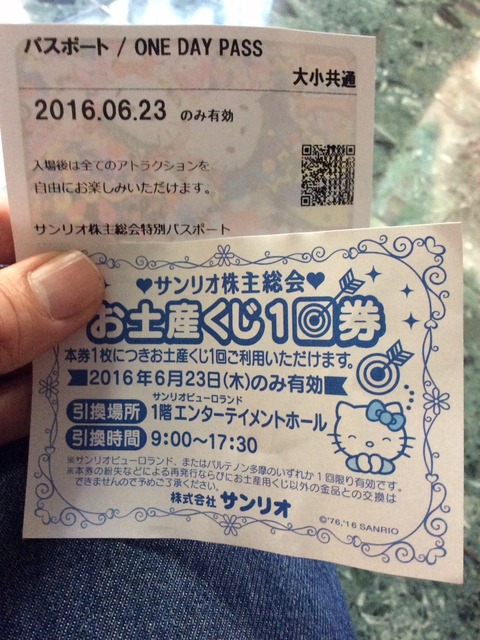 パスポート / ONE DAY PASS
大小共通
2016.06.23 のみ有効
入場後は全てのアトラクションを
自由にお楽しみいただけます。
サンリオ株主総会特別パスポート
♥サンリオ株主総会♥
お土産くじ1回券
本券1枚につきお土産くじ1回ご利用いただけます。
2016年6月23日(木)のみ有効
サンリオピューロランド
引換場所 1階エンターテイメントホール
引換時間 9:00～17:30
※サンリオピューロランド、またはパルテノン多摩のいずれか1回限り有効です。
※本券の紛失などによる再発行ならびにお土産用くじ以外の金品との交換は
できませんので予めご了承ください。
株式会社 サンリオ
©'76,'16 SANRIO